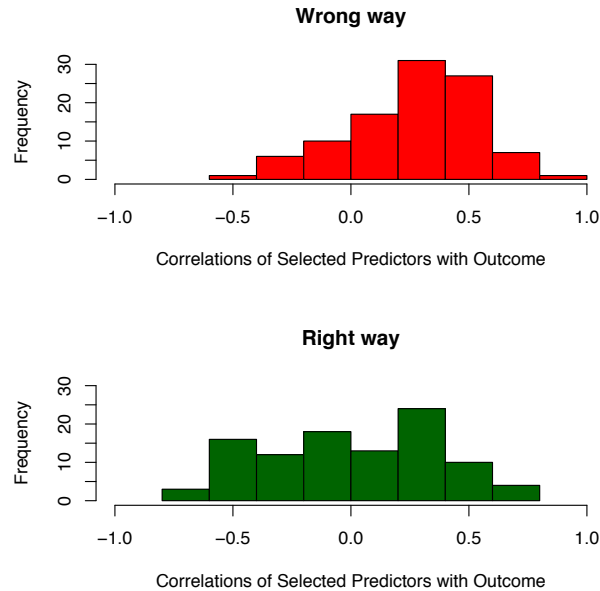 Wrong way
Frequency
30
20
10
0
−1.0 −0.5 0.0 0.5 1.0
Correlations of Selected Predictors with Outcome
Right way
Frequency
30
20
10
0
−1.0 −0.5 0.0 0.5 1.0
Correlations of Selected Predictors with Outcome